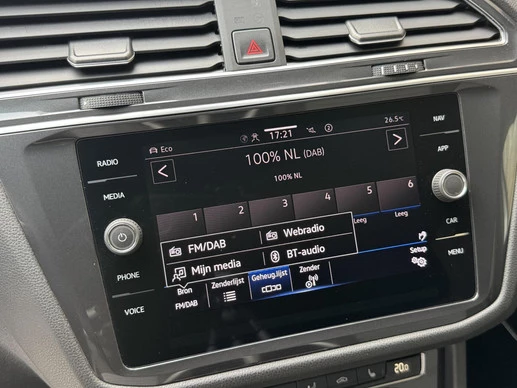 Eco 17:21 26.5°C
RADIO
MEDIA
PHONE
VOICE
NAV
APP
CAR
MENU
100% NL (DAB)
100% NL
1 2 3 4 5 6
Leeg Leeg
FM/DAB Webradio
Mijn media BT-audio
Bron Zenderlijst Geheug.lijst Zender Setup
FM/DAB
20.0